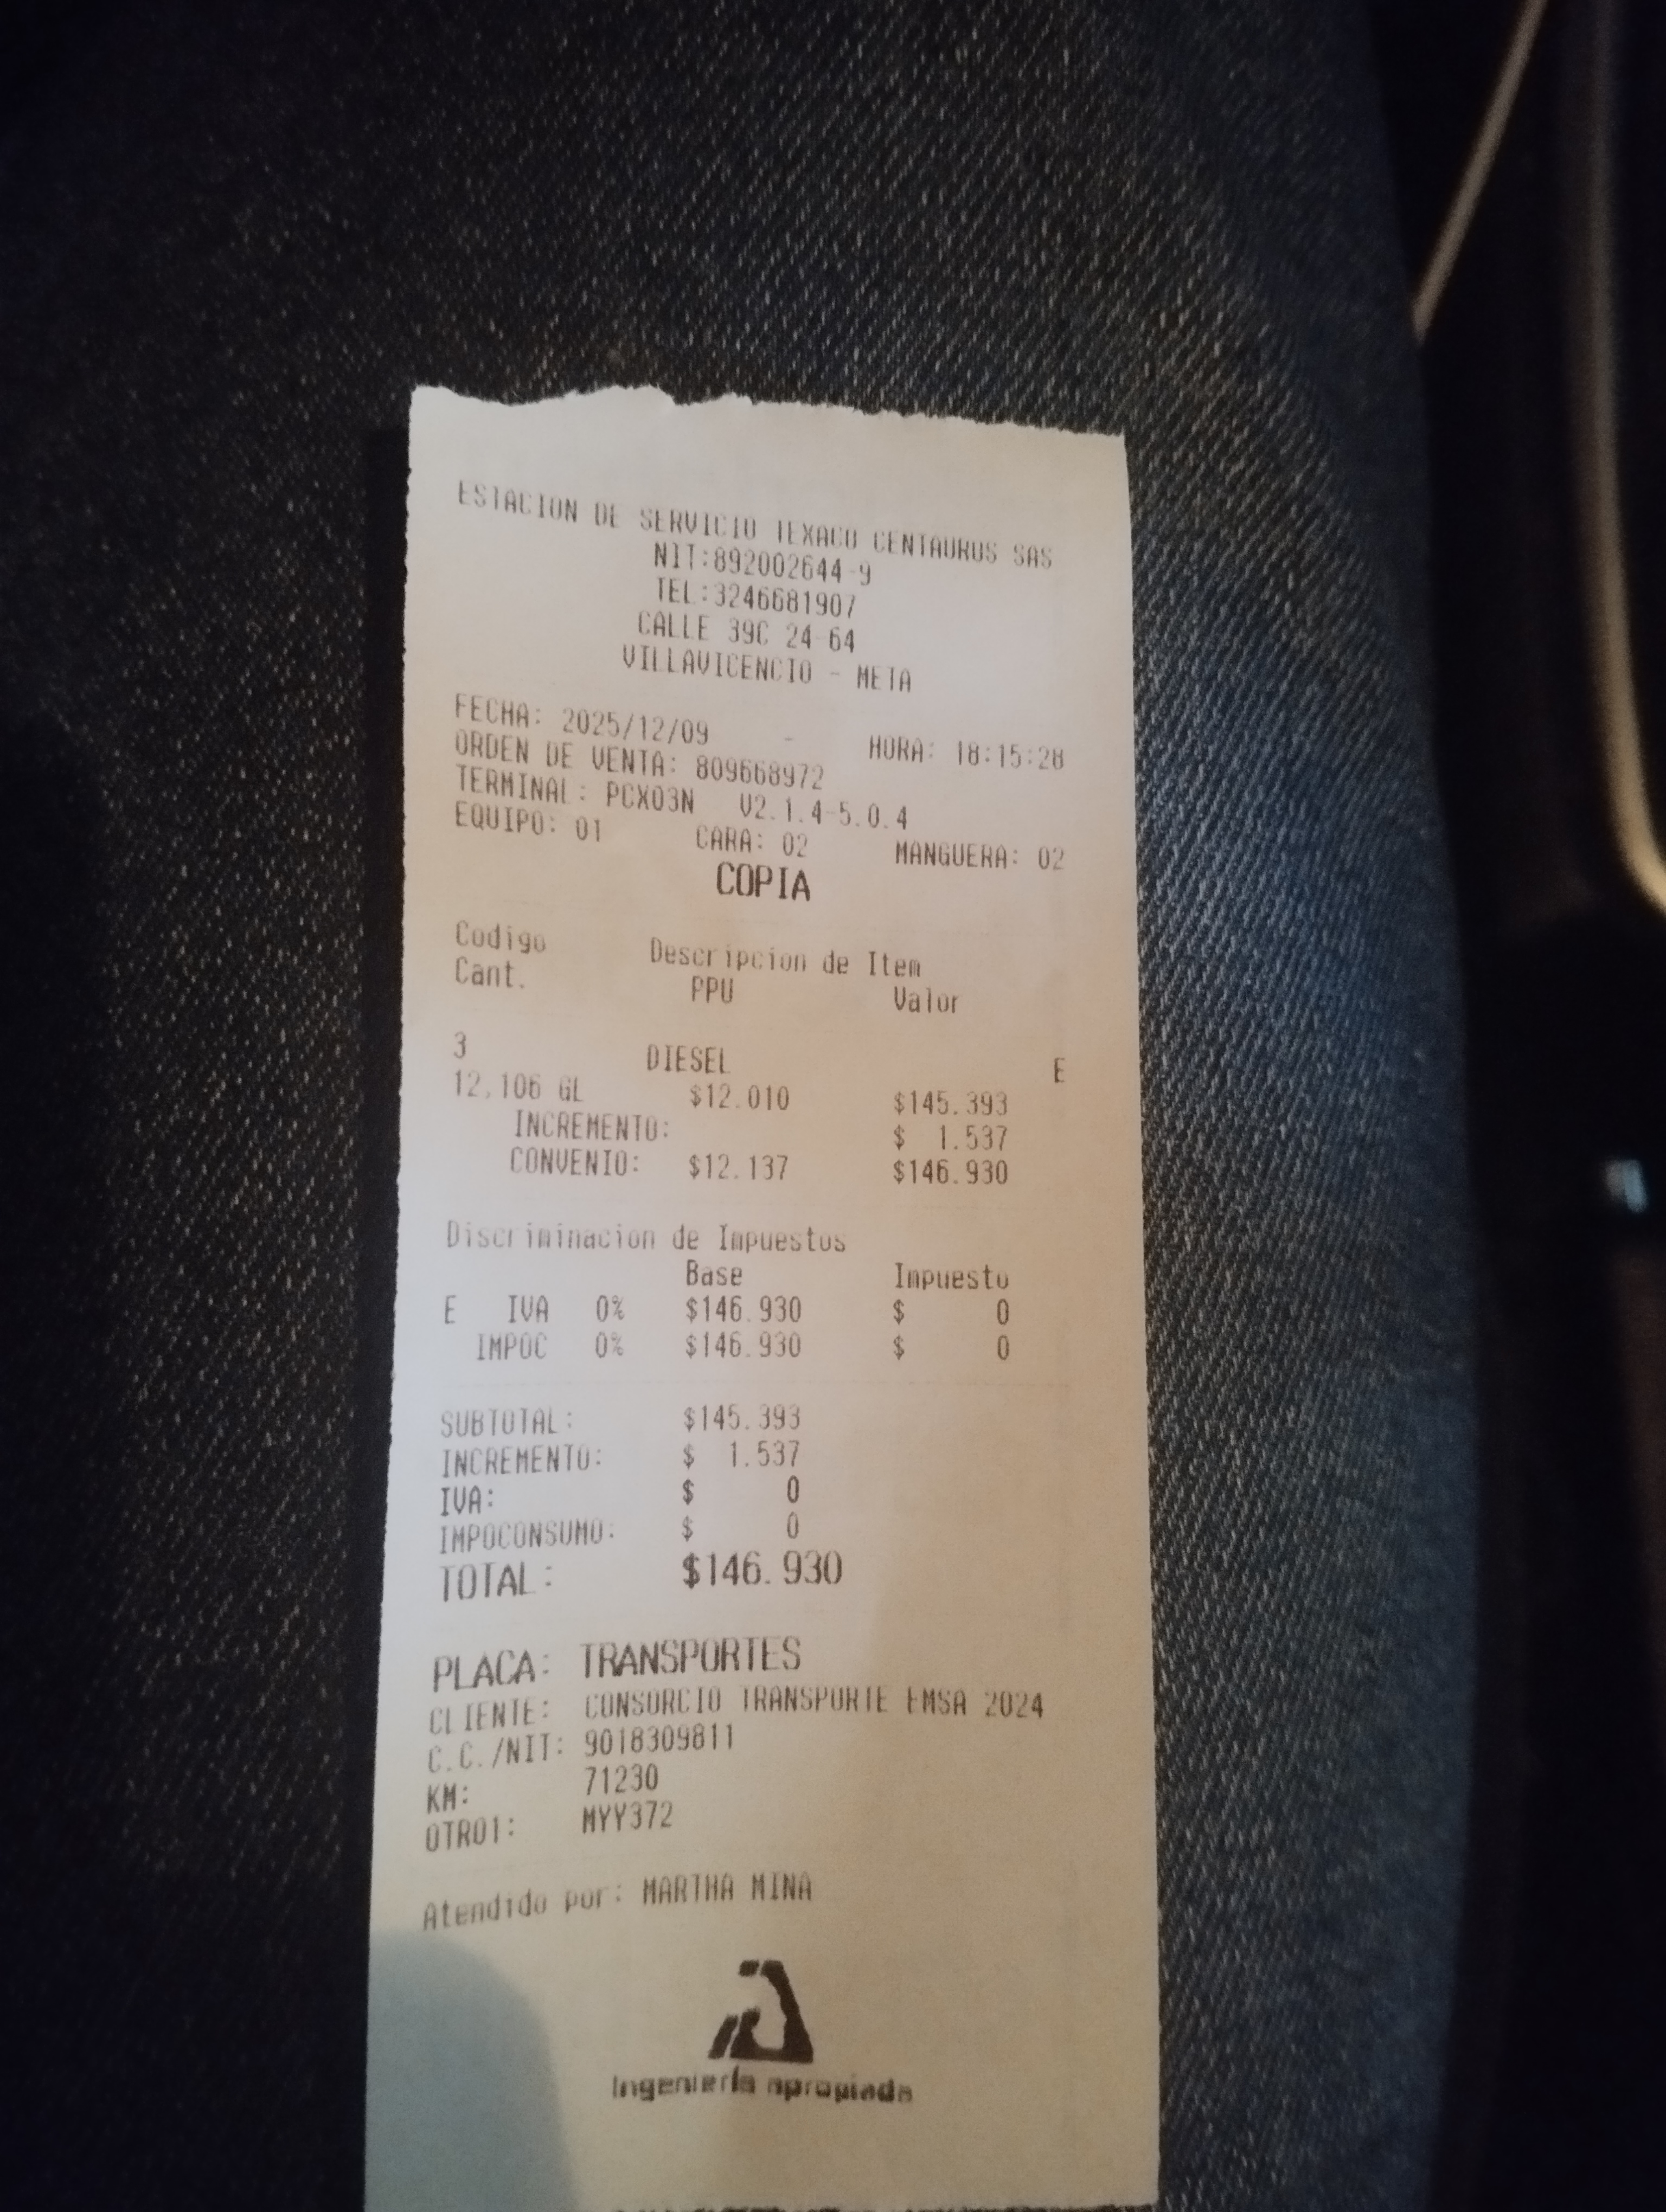 ESTACION DE SERVICIO TEXACO CENTAURUS SAS
NIT:892002644-9
TEL:3246681907
CALLE 39C 24-64
VILLAVICENCIO - META
FECHA: 2025/12/09 - HORA: 18:15:28
ORDEN DE VENTA: 809668972
TERMINAL: PCX03N V2.1.4-5.0.4
EQUIPO: 01 CARA: 02 MANGUERA: 02
COPIA
Codigo Descripcion de Item
Cant. PPU Valor
3 DIESEL E
12,106 GL $12.010 $145.393
INCREMENTO: $ 1.537
CONVENIO: $12.137 $146.930
Discriminacion de Impuestos
Base Impuesto
E IVA 0% $146.930 $ 0
IMPOC 0% $146.930 $ 0
SUBTOTAL: $145.393
INCREMENTO: $ 1.537
IVA: $ 0
IMPOCONSUMO: $ 0
TOTAL: $146.930
PLACA: TRANSPORTES
CLIENTE: CONSORCIO TRANSPORTE EMSA 2024
C.C./NIT: 9018309811
KM: 71230
OTRO1: MYY372
Atendido por: MARTHA MINA
Ingeniería apropiada